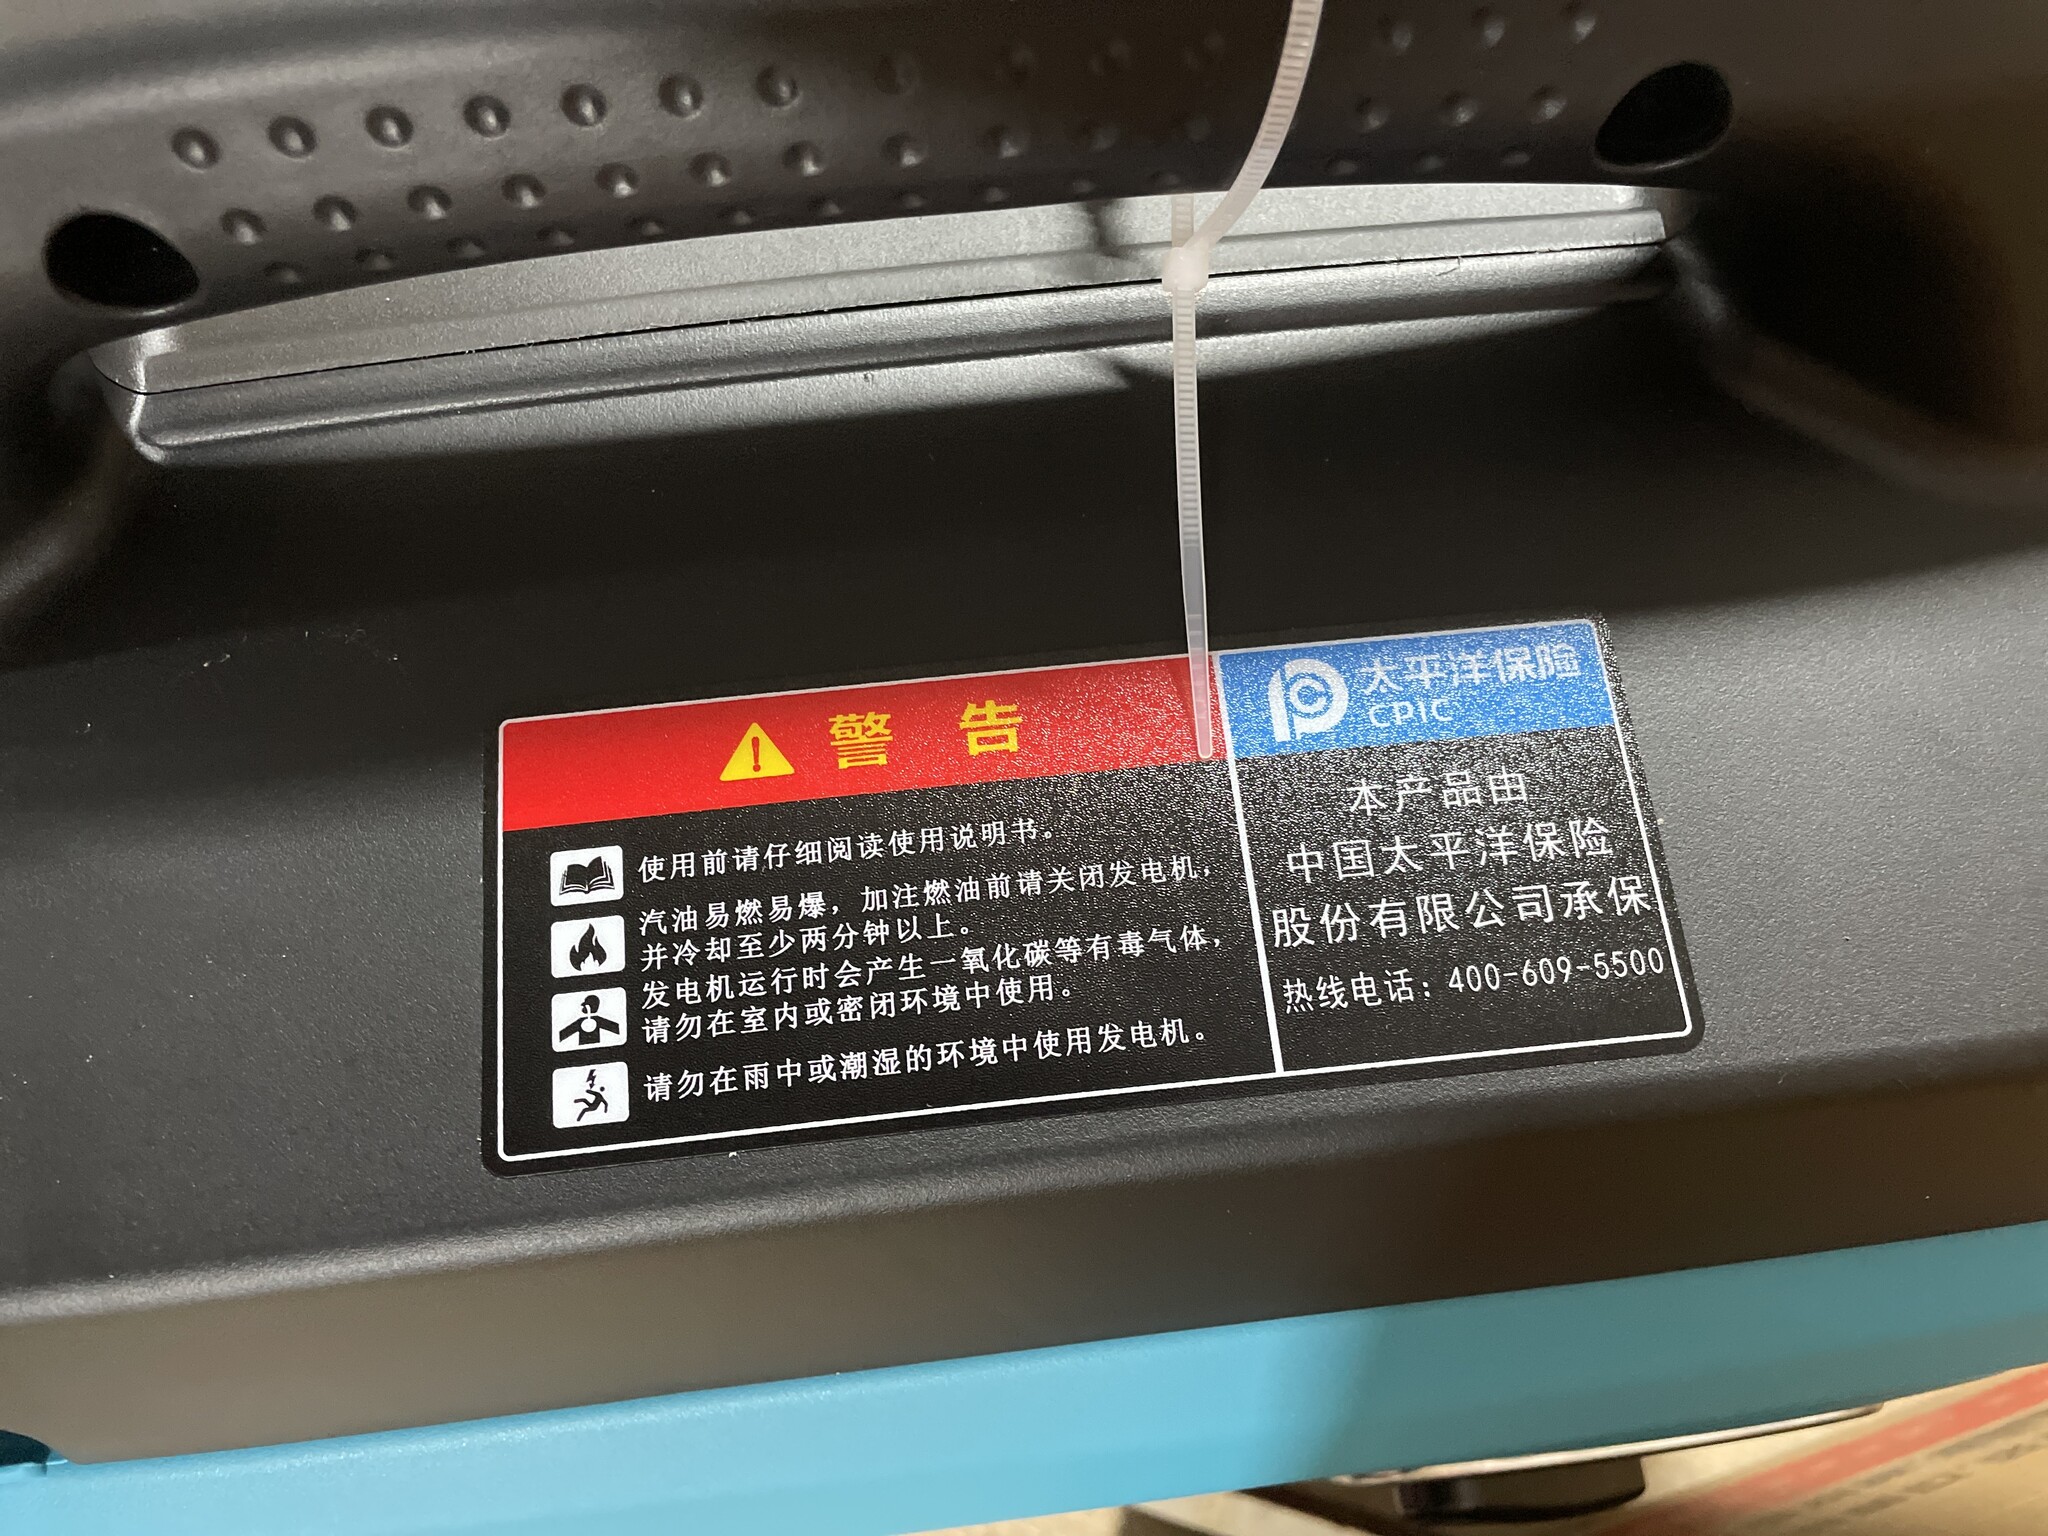 警 告
使用前请仔细阅读使用说明书。
汽油易燃易爆，加注燃油前请关闭发电机，
并冷却至少两分钟以上。
发电机运行时会产生一氧化碳等有毒气体，
请勿在室内或密闭环境中使用。
请勿在雨中或潮湿的环境中使用发电机。
太平洋保险
CPIC
本产品由
中国太平洋保险
股份有限公司承保
热线电话：400-609-5500